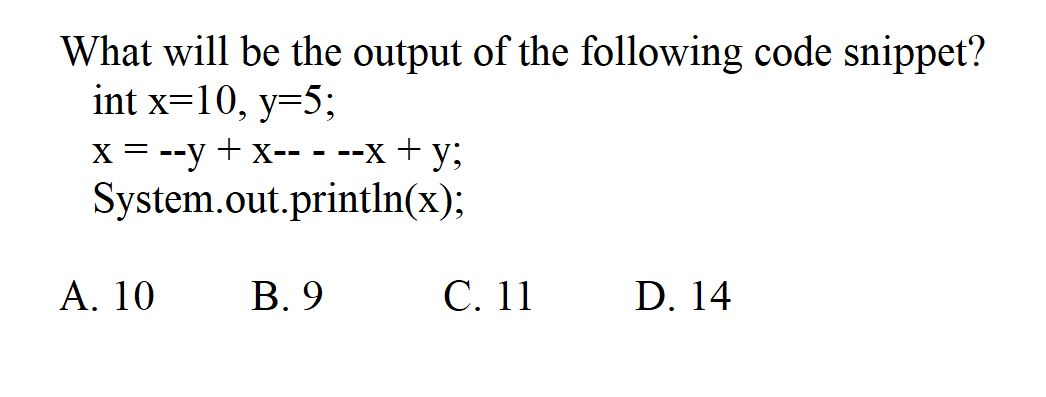 What will be the output of the following code snippet?
int x=10, y=5;
x = --y + x-- - --x + y;
System.out.println(x);
A. 10 B. 9 C. 11 D. 14